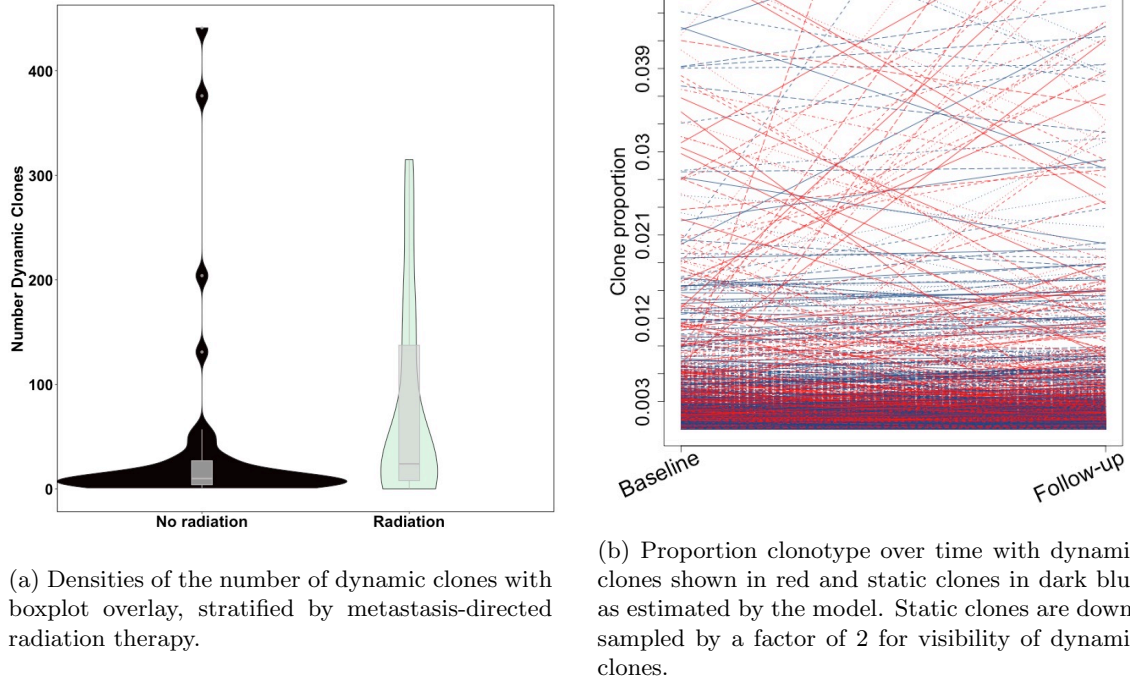 400
300
200
100
0
Number Dynamic Clones
No radiation
Radiation
0.039
0.03
0.021
0.012
0.003
Clone proportion
Baseline
Follow-up
(a) Densities of the number of dynamic clones with
boxplot overlay, stratified by metastasis-directed
radiation therapy.
(b) Proportion clonotype over time with dynami
clones shown in red and static clones in dark blu
as estimated by the model. Static clones are down
sampled by a factor of 2 for visibility of dynami
clones.